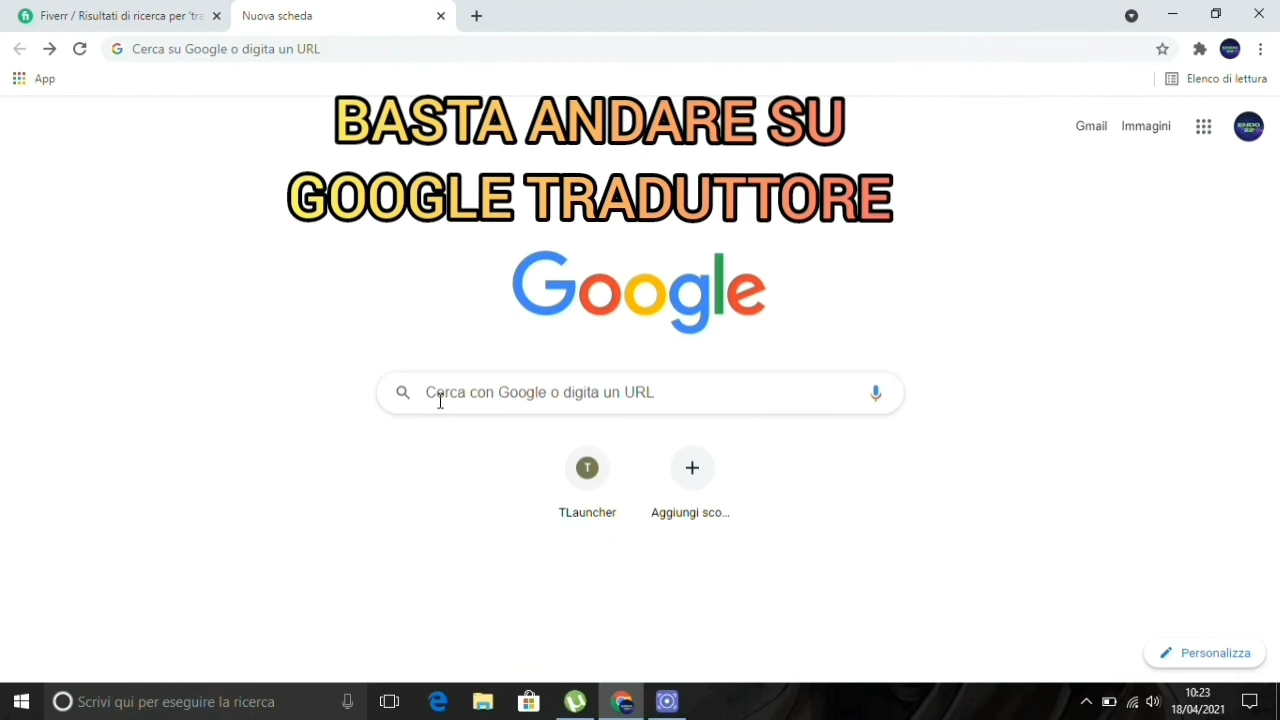 Fiverr / Risultati di ricerca per 'tra
Nuova scheda
Cerca su Google o digita un URL
App
Elenco di lettura
BASTA ANDARE SU
GOOGLE TRADUTTORE
Gmail
Immagini
Google
Cerca con Google o digita un URL
T
TLauncher
Aggiungi sco...
Personalizza
Scrivi qui per eseguire la ricerca
10:23
18/04/2021